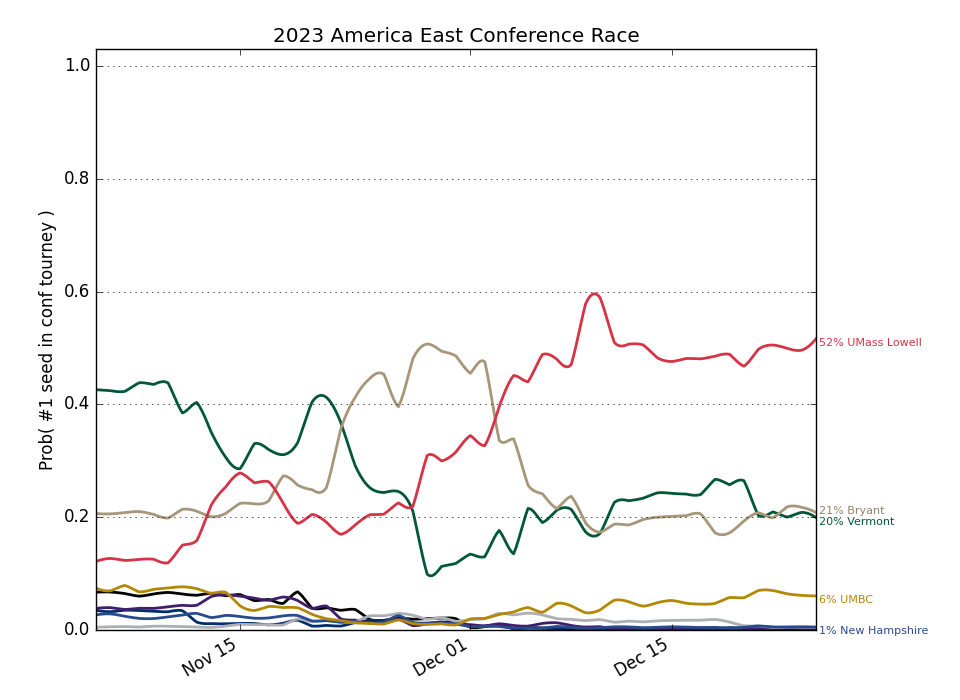 2023 America East Conference Race
Prob( #1 seed in conf tourney )
1.0
0.8
0.6
0.4
0.2
0.0
Nov 15
Dec 01
Dec 15
52% UMass Lowell
21% Bryant
20% Vermont
6% UMBC
1% New Hampshire